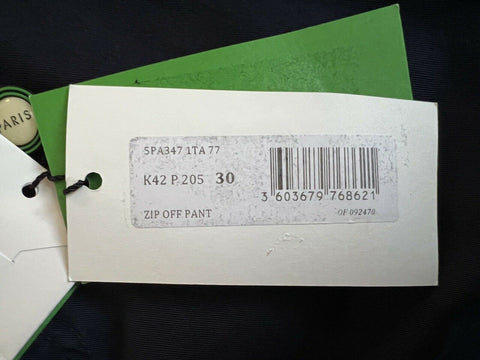 PARIS
SPA347 1TA 77
K42 P 205 30
3 603679 768621
ZIP OFF PANT
OF 092470